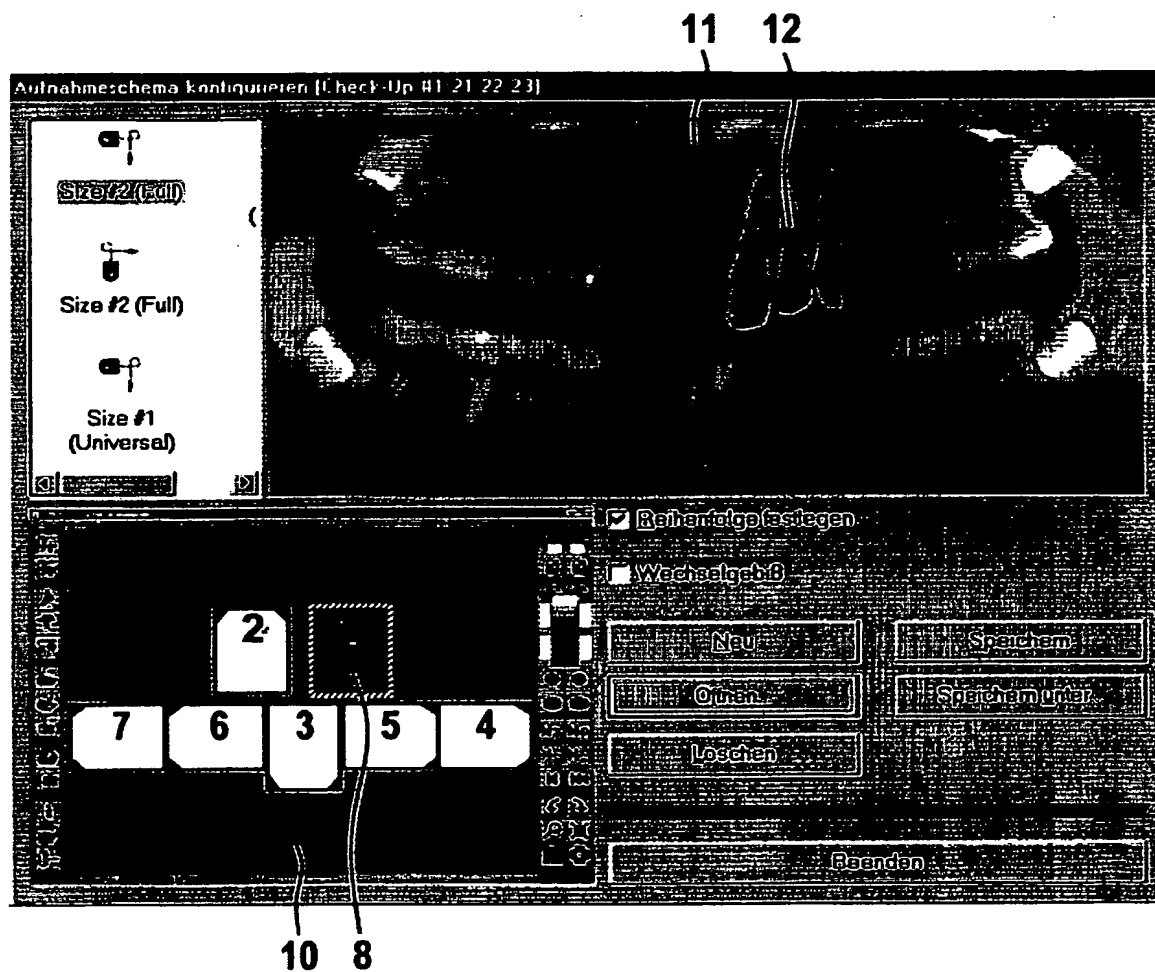 11 12
Aufnahmeschema konfigurieren [Check-Up #1 21 22 23]
Size #2 (Full)
Size #2 (Full)
Size #1
(Universal)
Reihenfolge festlegen
Wechselgebiß
Neu Speichern
Öffnen Speichern unter
Löschen
Beenden
2
7 6 3 5 4
10 8